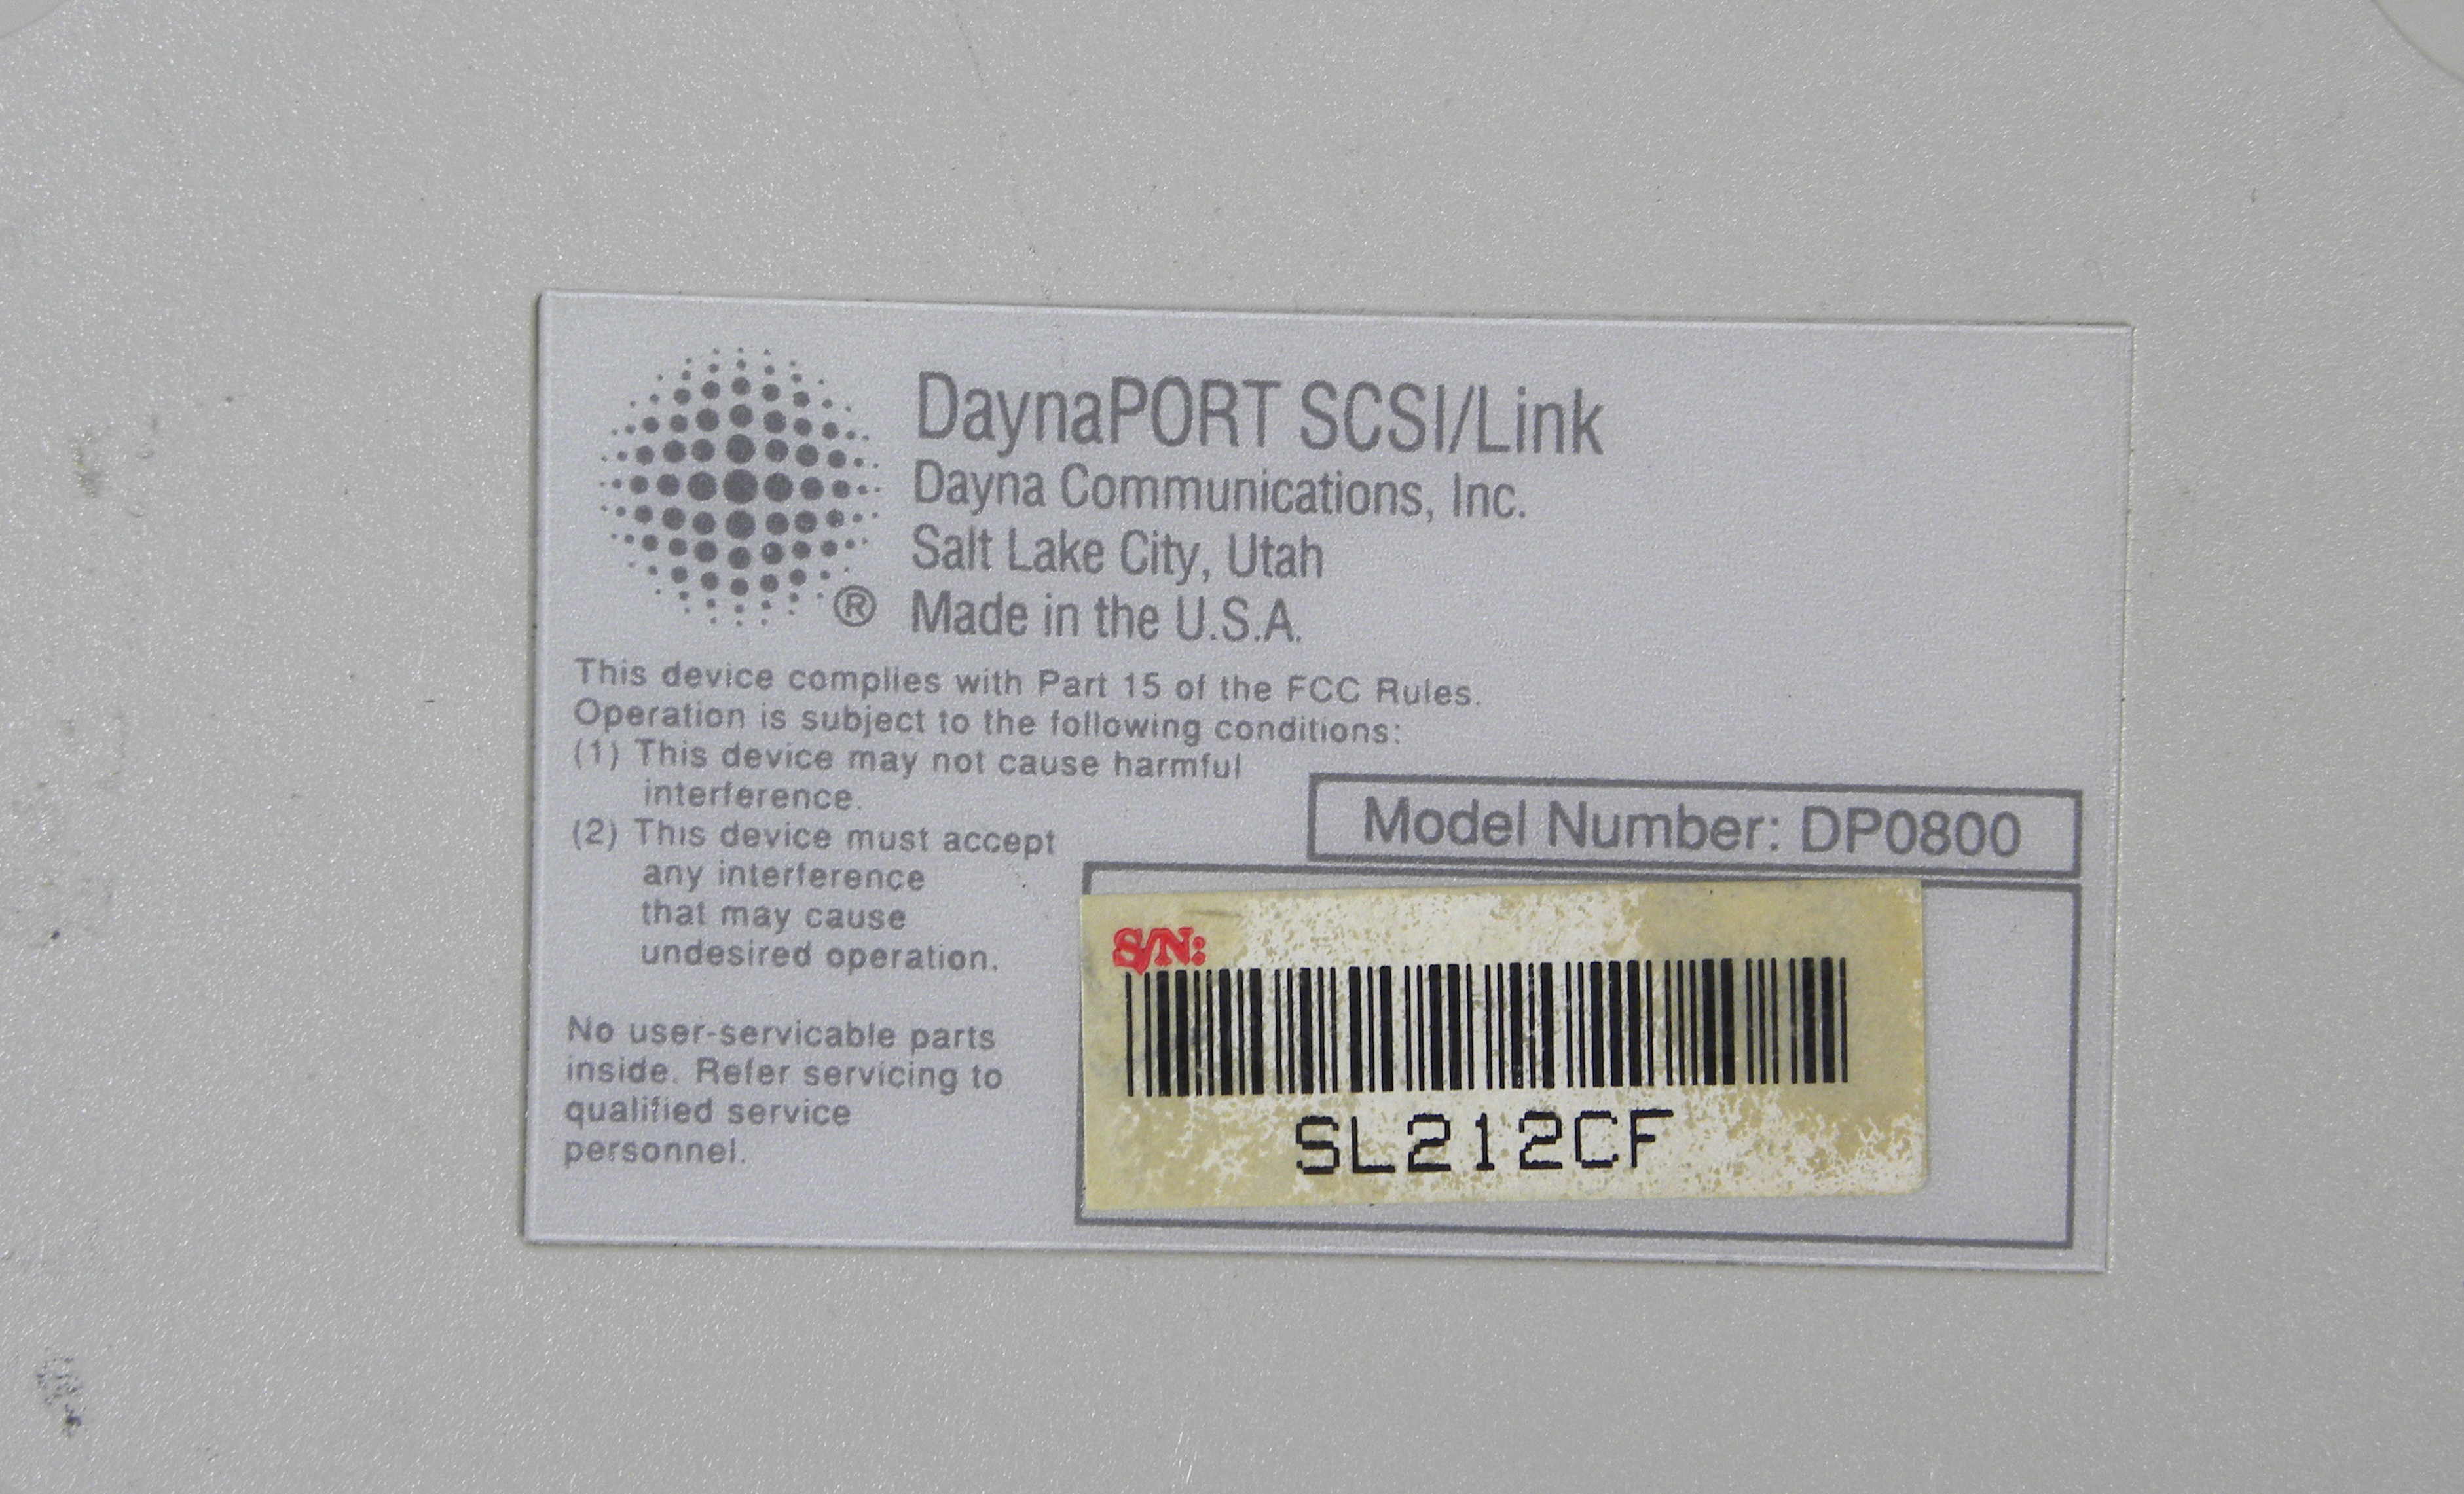 DaynaPORT SCSI/Link
Dayna Communications, Inc.
Salt Lake City, Utah
® Made in the U.S.A.
This device complies with Part 15 of the FCC Rules.
Operation is subject to the following conditions:
(1) This device may not cause harmful
interference.
(2) This device must accept
any interference
that may cause
undesired operation.
No user-servicable parts
inside. Refer servicing to
qualified service
personnel.
Model Number: DP0800
S/N:
SL212CF